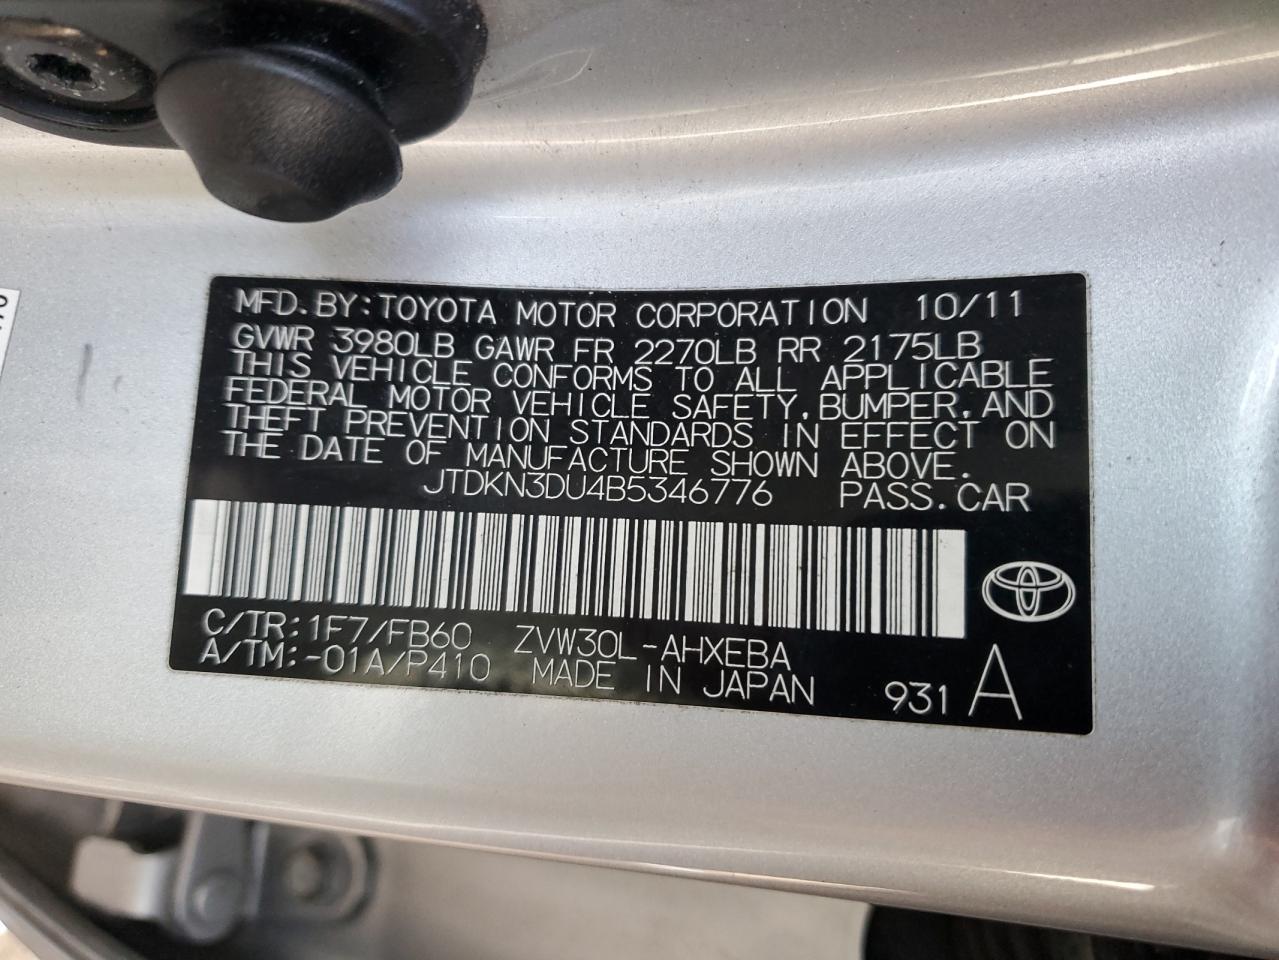 MFD.BY:TOYOTA MOTOR CORPORATION 10/11
GVWR 3980LB GAWR FR 2270LB RR 2175LB
THIS VEHICLE CONFORMS TO ALL APPLICABLE
FEDERAL MOTOR VEHICLE SAFETY,BUMPER,AND
THEFT PREVENTION STANDARDS IN EFFECT ON
THE DATE OF MANUFACTURE SHOWN ABOVE.
JTDKN3DU4B5346776 PASS.CAR
C/TR:1F7/FB60 ZVW30L-AHXEBA
A/TM:-01A/P410 MADE IN JAPAN 931 A